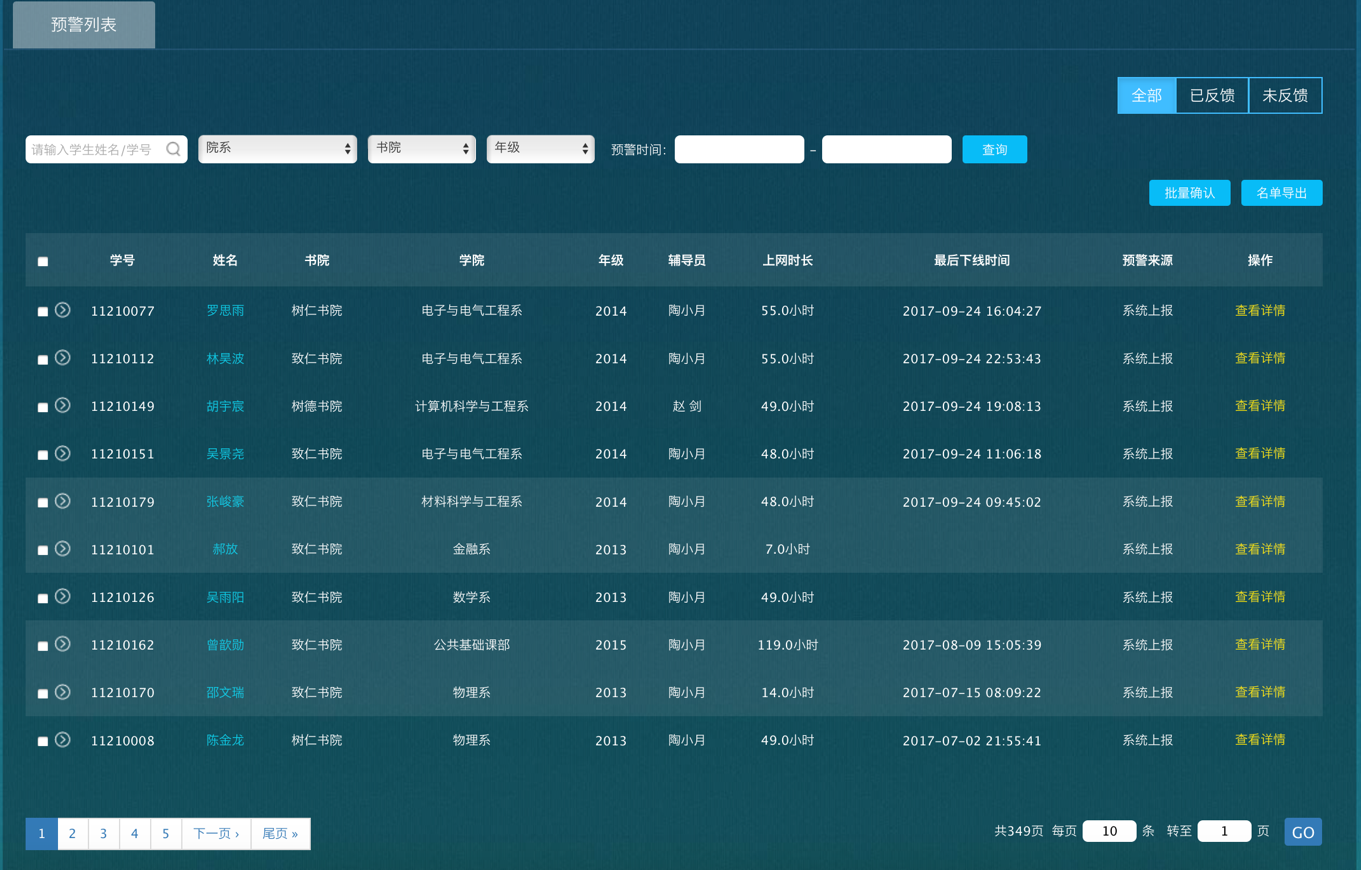 预警列表
全部 已反馈 未反馈
请输入学生姓名/学号 院系 书院 年级 预警时间: – 查询
批量确认 名单导出
学号 姓名 书院 学院 年级 辅导员 上网时长 最后下线时间 预警来源 操作
11210077 罗思雨 树仁书院 电子与电气工程系 2014 陶小月 55.0小时 2017-09-24 16:04:27 系统上报 查看详情
11210112 林昊波 致仁书院 电子与电气工程系 2014 陶小月 55.0小时 2017-09-24 22:53:43 系统上报 查看详情
11210149 胡宇宸 树德书院 计算机科学与工程系 2014 赵 剑 49.0小时 2017-09-24 19:08:13 系统上报 查看详情
11210151 吴景尧 致仁书院 电子与电气工程系 2014 陶小月 48.0小时 2017-09-24 11:06:18 系统上报 查看详情
11210179 张峻豪 致仁书院 材料科学与工程系 2014 陶小月 48.0小时 2017-09-24 09:45:02 系统上报 查看详情
11210101 郝放 致仁书院 金融系 2013 陶小月 7.0小时 系统上报 查看详情
11210126 吴雨阳 致仁书院 数学系 2013 陶小月 49.0小时 系统上报 查看详情
11210162 曾歆勋 致仁书院 公共基础课部 2015 陶小月 119.0小时 2017-08-09 15:05:39 系统上报 查看详情
11210170 邵文瑞 致仁书院 物理系 2013 陶小月 14.0小时 2017-07-15 08:09:22 系统上报 查看详情
11210008 陈金龙 树仁书院 物理系 2013 陶小月 49.0小时 2017-07-02 21:55:41 系统上报 查看详情
1 2 3 4 5 下一页 › 尾页 » 共349页 每页 10 条 转至 1 页 GO